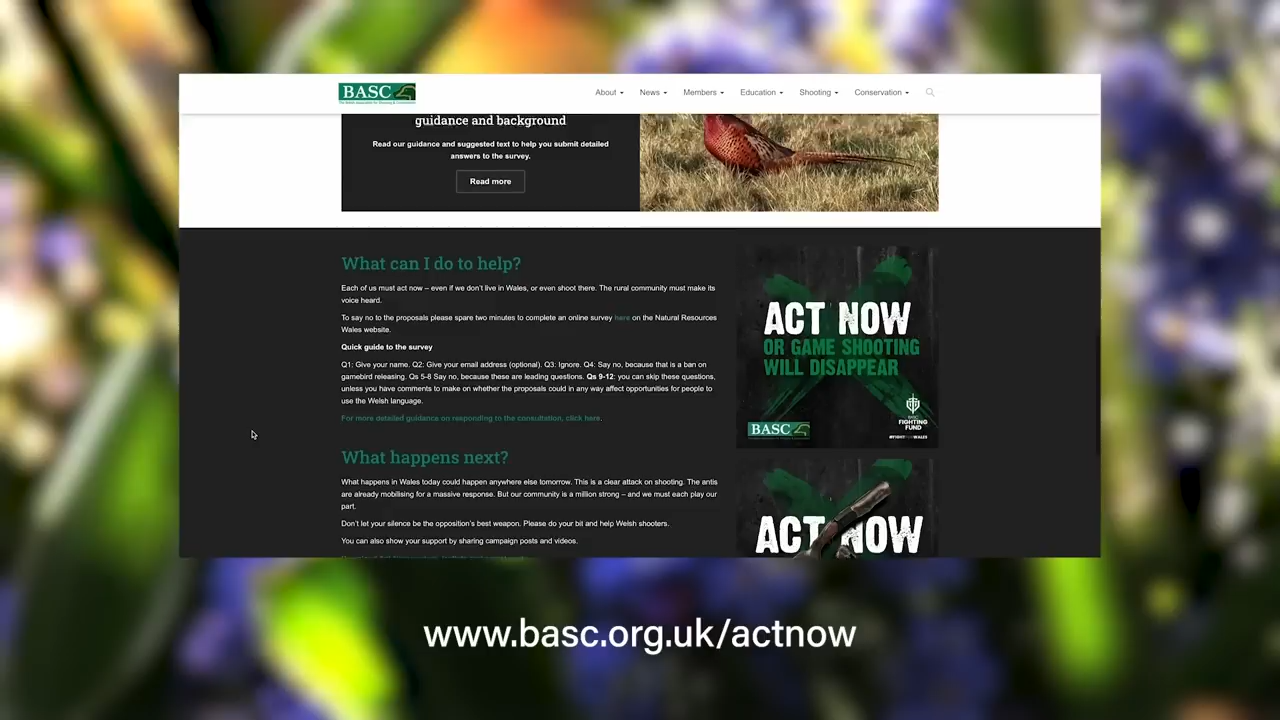 BASC
About
News
Members
Education
Shooting
Conservation
guidance and background
Read our guidance and suggested text to help you submit detailed
answers to the survey.
Read more
What can I do to help?
Each of us must act now – even if we don't live in Wales, or even shoot there. The rural community must make its
voice heard.
To say no to the proposals please spare two minutes to complete an online survey here on the Natural Resources
Wales website.
Quick guide to the survey
Q1: Give your name. Q2: Give your email address (optional). Q3: Ignore. Q4: Say no, because that is a ban on
gamebird releasing. Qs 5-8 Say no, because these are leading questions. Qs 9-12: you can skip these questions,
unless you have comments to make on whether the proposals could in any way affect opportunities for people to
use the Welsh language.
For more detailed guidance on responding to the consultation, click here.
What happens next?
What happens in Wales today could happen anywhere else tomorrow. This is a clear attack on shooting. The antis
are already mobilising for a massive response. But our community is a million strong – and we must each play our
part.
Don't let your silence be the opposition's best weapon. Please do your bit and help Welsh shooters.
You can also show your support by sharing campaign posts and videos.
ACT NOW
OR GAME SHOOTING
WILL DISAPPEAR
BASC
BASC
FIGHTING
FUND
#FIGHTFORWALES
ACT NOW
www.basc.org.uk/actnow